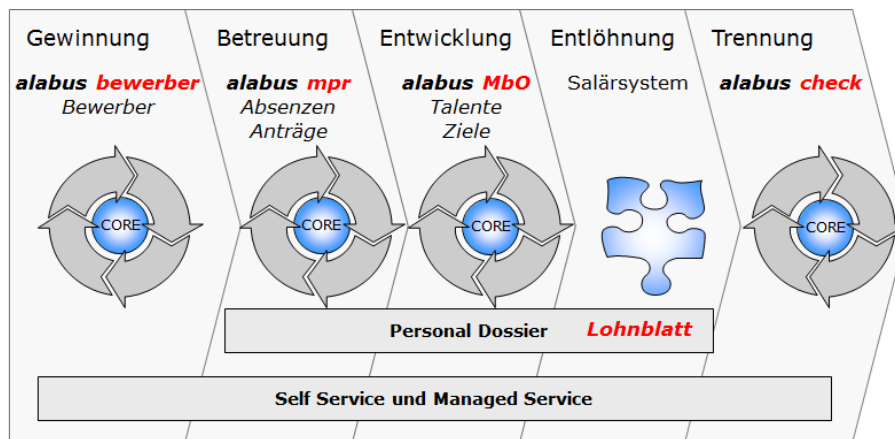 Gewinnung
Betreuung
Entwicklung
Entlöhnung
Trennung
alabus bewerber
Bewerber
alabus mpr
Absenzen
Anträge
alabus MbO
Talente
Ziele
Salärsystem
alabus check
CORE
CORE
CORE
CORE
Personal Dossier Lohnblatt
Self Service und Managed Service